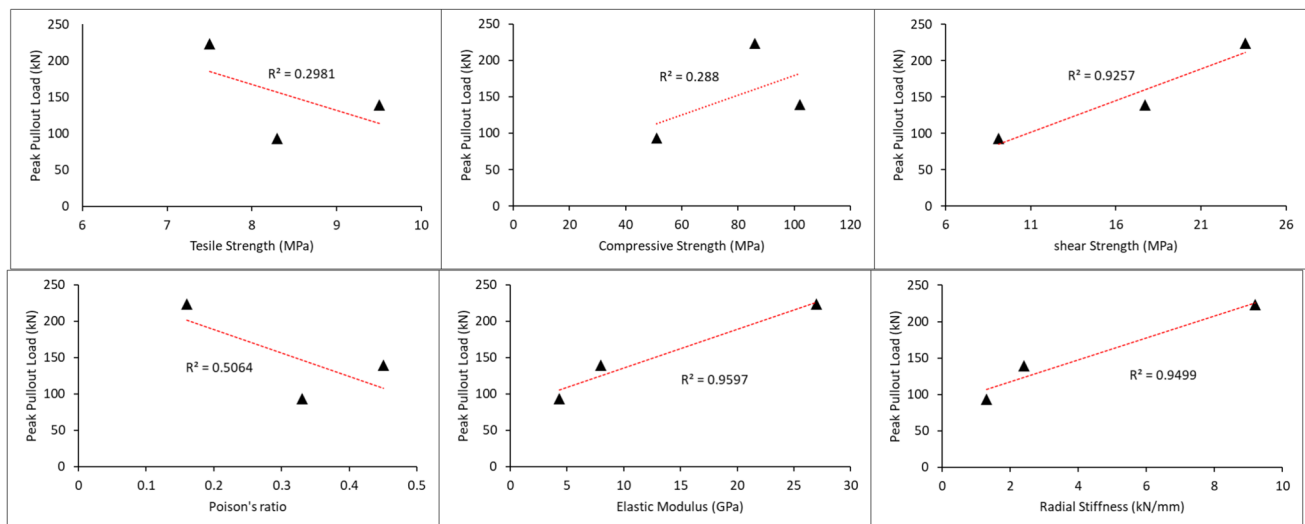 Peak Pullout Load (kN)
250
200
150
100
50
0
R² = 0.2981
6 7 8 9 10
Tesile Strength (MPa)
Peak Pullout Load (kN)
250
200
150
100
50
0
R² = 0.288
0 20 40 60 80 100 120
Compressive Strength (MPa)
Peak Pullout Load (kN)
250
200
150
100
50
0
R² = 0.9257
6 11 16 21 26
shear Strength (MPa)
Peak Pullout Load (kN)
250
200
150
100
50
0
R² = 0.5064
0 0.1 0.2 0.3 0.4 0.5
Poison's ratio
Peak Pullout Load (kN)
250
200
150
100
50
0
R² = 0.9597
0 5 10 15 20 25 30
Elastic Modulus (GPa)
Peak Pullout Load (kN)
250
200
150
100
50
0
R² = 0.9499
0 2 4 6 8 10
Radial Stiffness (kN/mm)